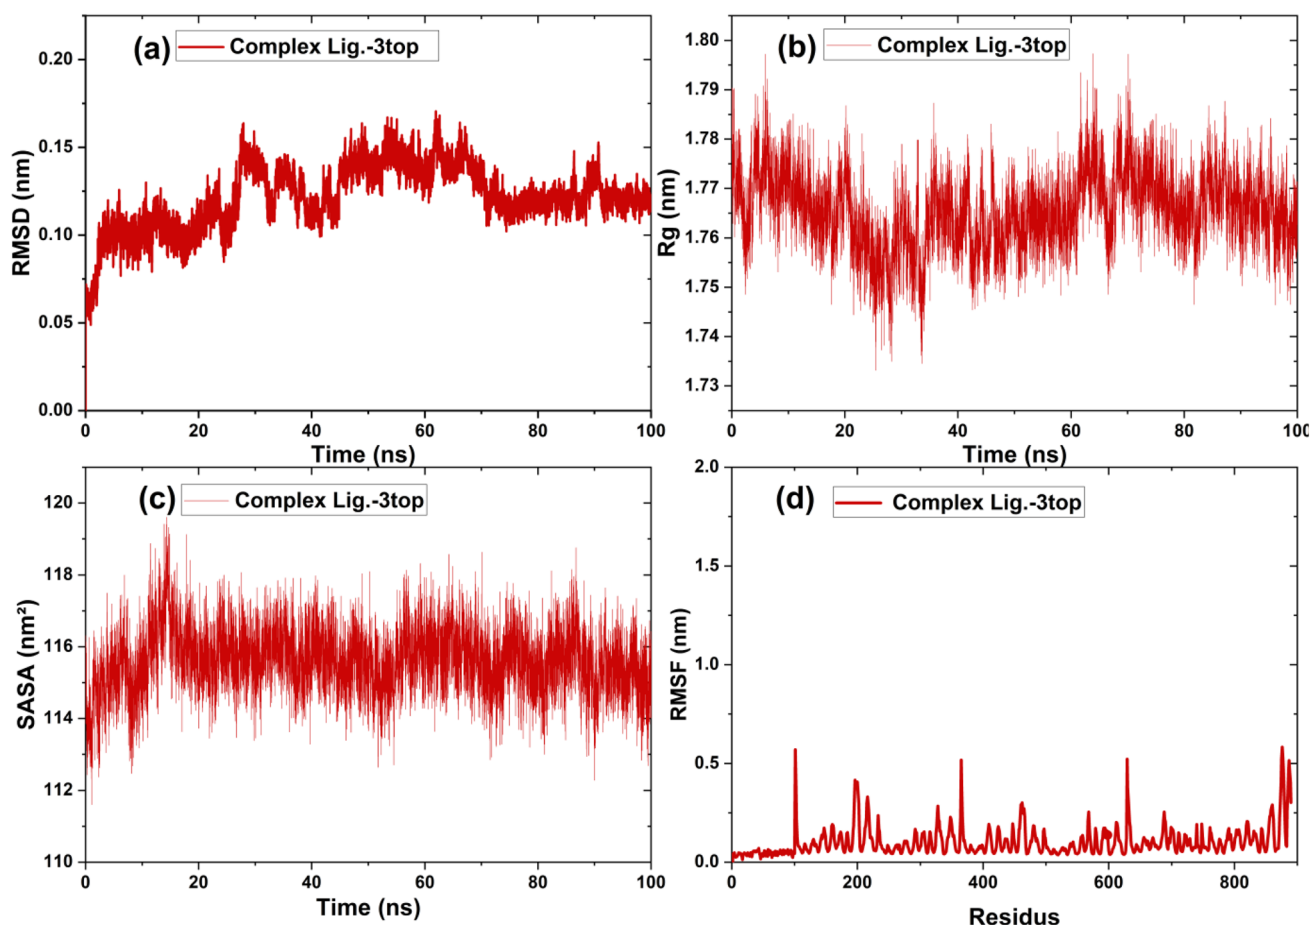 (a)
Complex Lig.-3top
RMSD (nm)
0.20
0.15
0.10
0.05
0.00
0 20 40 60 80 100
Time (ns)
(b)
Complex Lig.-3top
Rg (nm)
1.80
1.79
1.78
1.77
1.76
1.75
1.74
1.73
0 20 40 60 80 100
Time (ns)
(c)
Complex Lig.-3top
SASA (nm²)
120
118
116
114
112
110
0 20 40 60 80 100
Time (ns)
(d)
Complex Lig.-3top
RMSF (nm)
2.0
1.5
1.0
0.5
0.0
0 200 400 600 800
Residus